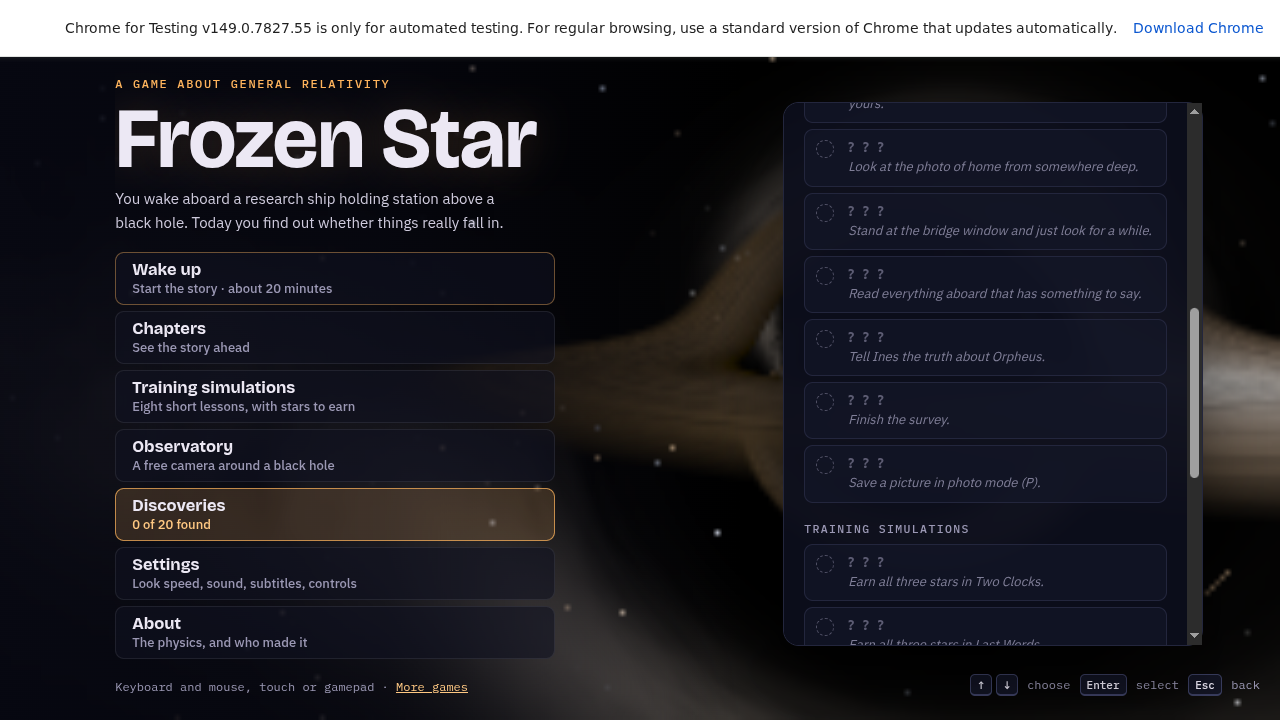 Chrome for Testing v149.0.7827.55 is only for automated testing. For regular browsing, use a standard version of Chrome that updates automatically. Download Chrome
A GAME ABOUT GENERAL RELATIVITY
Frozen Star
You wake aboard a research ship holding station above a
black hole. Today you find out whether things really fall in.
Wake up
Start the story · about 20 minutes
Chapters
See the story ahead
Training simulations
Eight short lessons, with stars to earn
Observatory
A free camera around a black hole
Discoveries
0 of 20 found
Settings
Look speed, sound, subtitles, controls
About
The physics, and who made it
Keyboard and mouse, touch or gamepad · More games
yours.
? ? ?
Look at the photo of home from somewhere deep.
? ? ?
Stand at the bridge window and just look for a while.
? ? ?
Read everything aboard that has something to say.
? ? ?
Tell Ines the truth about Orpheus.
? ? ?
Finish the survey.
? ? ?
Save a picture in photo mode (P).
TRAINING SIMULATIONS
? ? ?
Earn all three stars in Two Clocks.
? ? ?
Earn all three stars in Last Words.
↑ ↓ choose Enter select Esc back